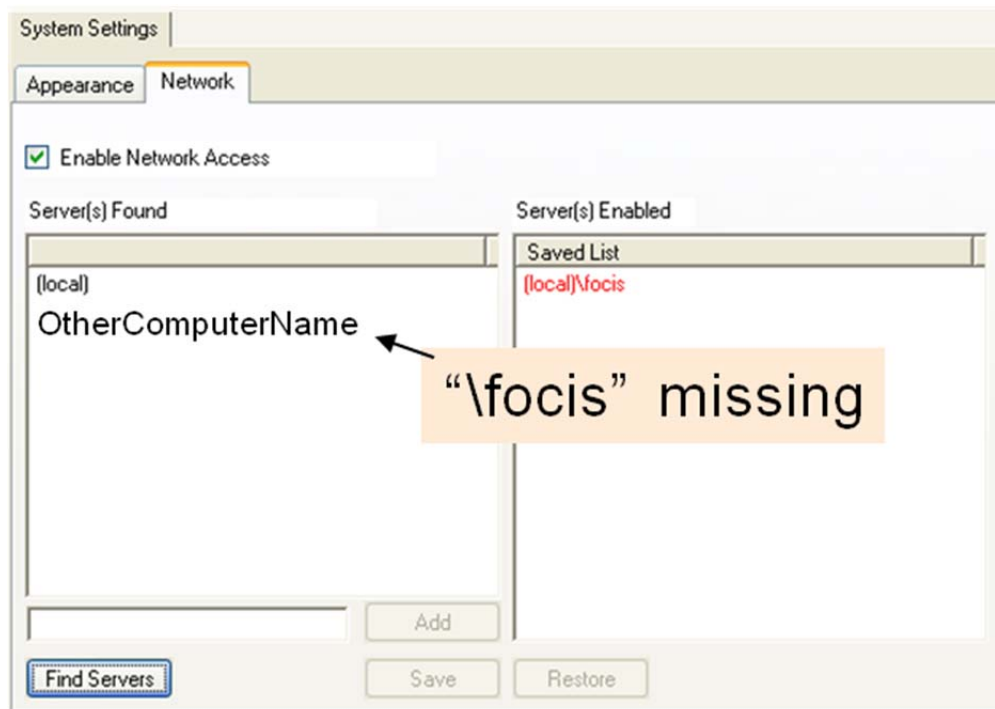 System Settings
Appearance
Network
Enable Network Access
Server(s) Found
Server(s) Enabled
Saved List
(local)
(local)\focis
OtherComputerName
“\focis” missing
Add
Find Servers
Save
Restore